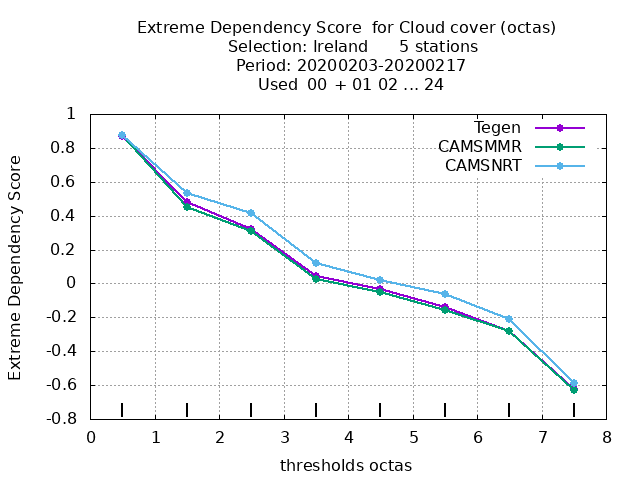 Extreme Dependency Score  for Cloud cover (octas)
Selection: Ireland      5 stations
Period: 20200203-20200217
Used  00  + 01 02 ... 24
Tegen
CAMSMMR
CAMSNRT
1
0.8
0.6
0.4
0.2
0
-0.2
-0.4
-0.6
-0.8
Extreme Dependency Score
0 1 2 3 4 5 6 7 8
thresholds octas